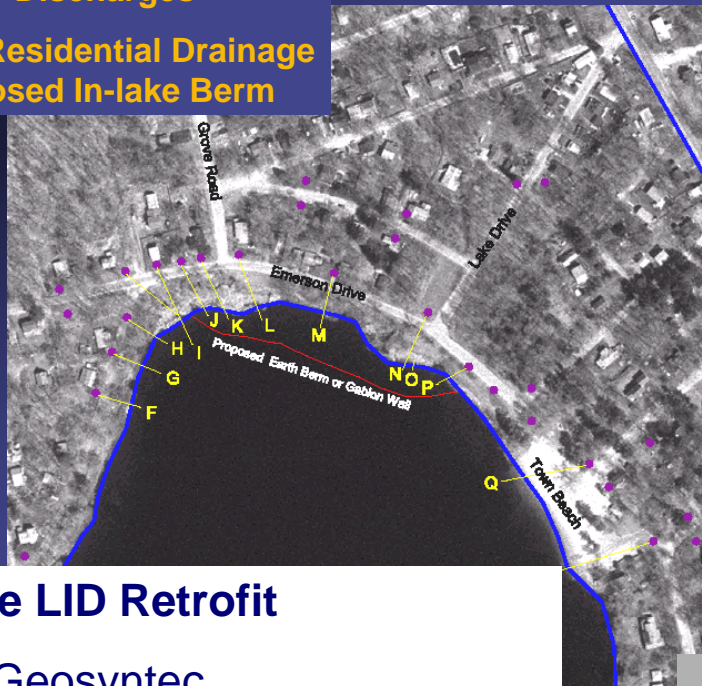 Discharges
Residential Drainage
osed In-lake Berm
Grove Road
Lake Drive
Emerson Drive
J
K
L
M
H
I
G
F
N
O
P
Q
Proposed Earth Berm or Gabion Wall
Town Beach
e LID Retrofit
Geosyntec